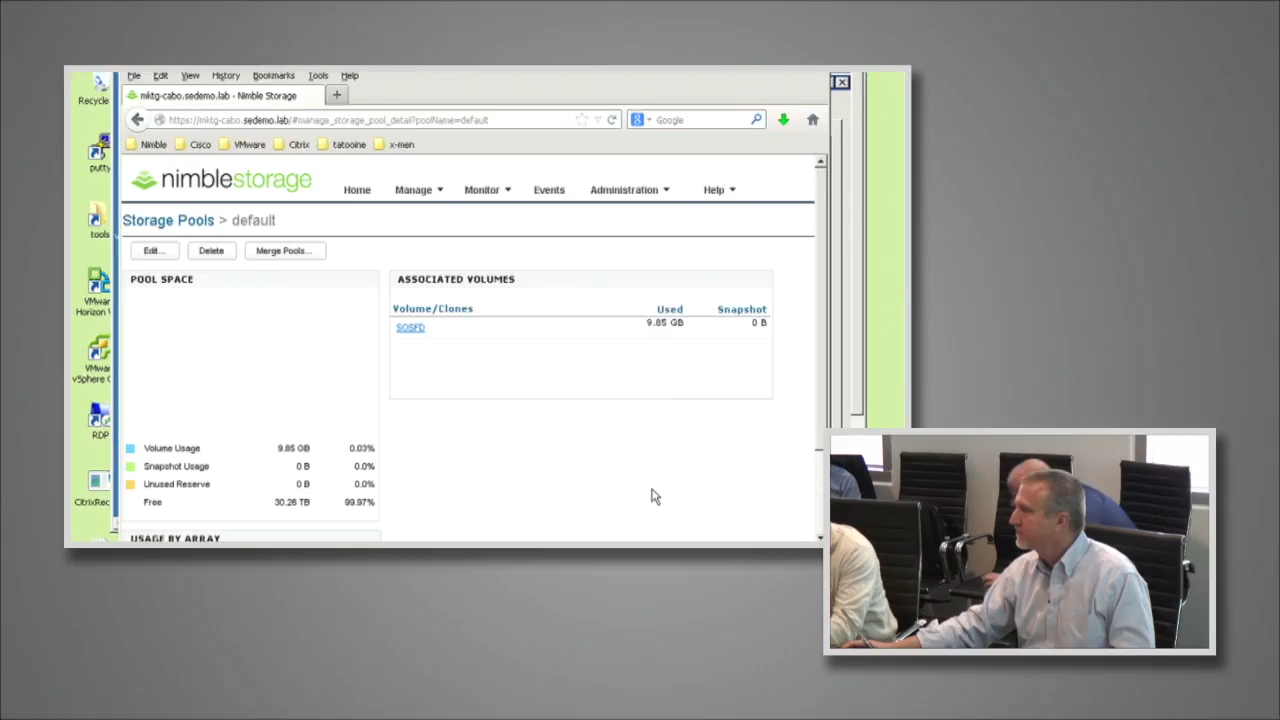 File Edit View History Bookmarks Tools Help
mktg-cabo.sedemo.lab - Nimble Storage
https://mktg-cabo.sedemo.lab/#manage_storage_pool_detail?poolName=default
Google
Nimble Cisco VMware Citrix tatooine x-men
nimblestorage
Home Manage Monitor Events Administration Help
Storage Pools > default
Edit... Delete Merge Pools...
POOL SPACE
Volume Usage 9.85 GB 0.03%
Snapshot Usage 0 B 0.0%
Unused Reserve 0 B 0.0%
Free 30.26 TB 99.97%
USAGE BY ARRAY
ASSOCIATED VOLUMES
Volume/Clones Used Snapshot
SOSFD 9.85 GB 0 B
Recycle
putty
tools
VMware
Horizon
VMware
vSphere
RDP
CitrixRec